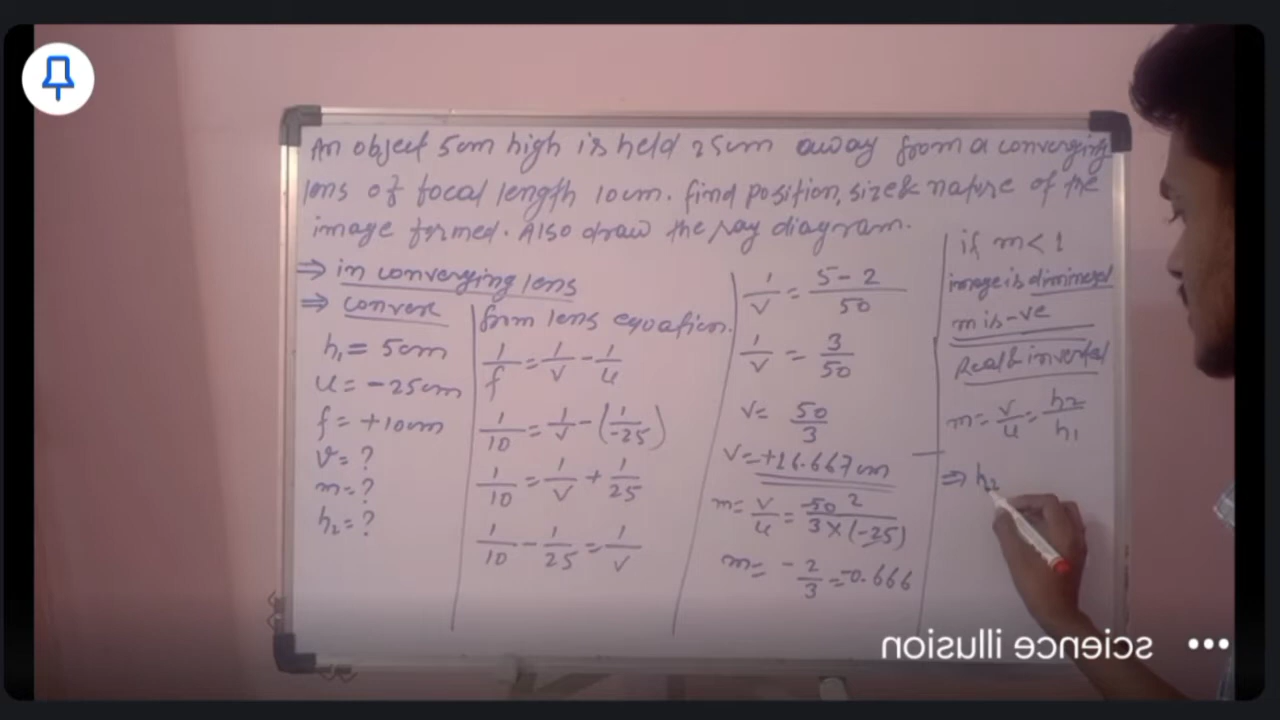 An object 5cm high is held 25cm away from a converging
lens of focal length 10cm. find position, size & nature of the
image formed. Also draw the ray diagram.
⇒ in converging lens
⇒ convex
h₁ = 5cm
u = -25cm
f = +10cm
v = ?
m = ?
h₂ = ?
from lens equation.
1/f = 1/v - 1/u
1/10 = 1/v - (1/-25)
1/10 = 1/v + 1/25
1/10 - 1/25 = 1/v
1/v = 5-2/50
1/v = 3/50
v = 50/3
v = +16.667cm
m = v/u = 50 2/3×(-25)
m = -2/3 = -0.666
if m < 1
image is
m is -ve
Real & inverted
m = v/u = h₂/h₁
⇒ h₂
science illusion